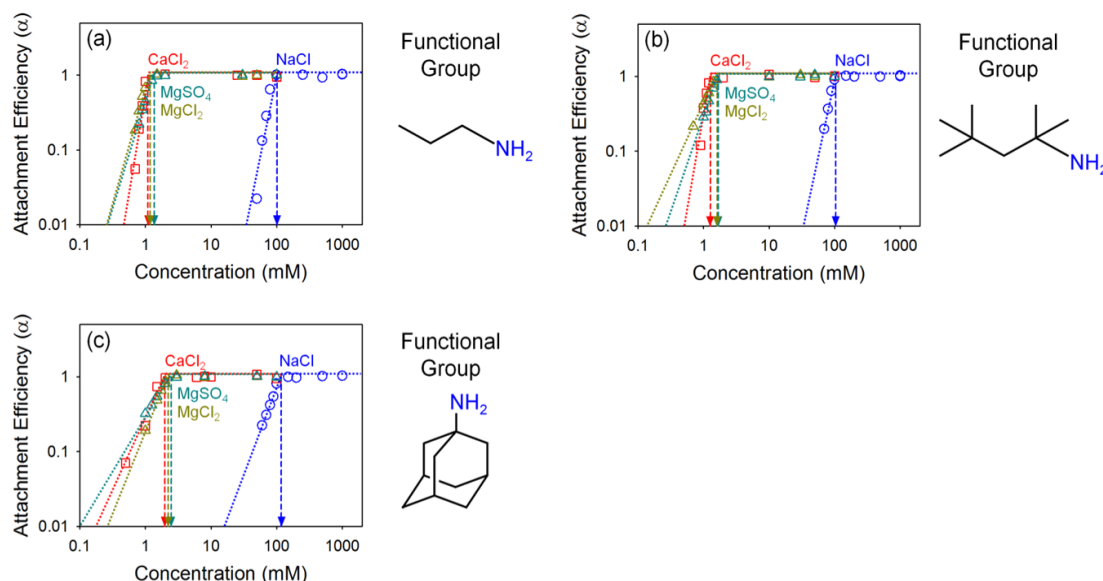 (a)
Attachment Efficiency (α)
1
0.1
0.01
CaCl₂
MgSO₄
MgCl₂
NaCl
0.1 1 10 100 1000
Concentration (mM)
Functional
Group
NH₂
(b)
Attachment Efficiency (α)
1
0.1
0.01
CaCl₂
MgSO₄
MgCl₂
NaCl
0.1 1 10 100 1000
Concentration (mM)
Functional
Group
NH₂
(c)
Attachment Efficiency (α)
1
0.1
0.01
CaCl₂
MgSO₄
MgCl₂
NaCl
0.1 1 10 100 1000
Concentration (mM)
Functional
Group
NH₂